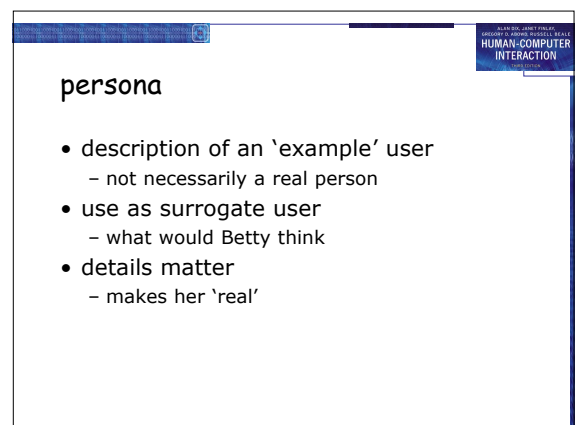 ALAN DIX, JANET FINLAY,
GREGORY D. ABOWD, RUSSELL BEALE
HUMAN-COMPUTER
INTERACTION
THIRD EDITION
persona
• description of an ‘example’ user
– not necessarily a real person
• use as surrogate user
– what would Betty think
• details matter
– makes her ‘real’